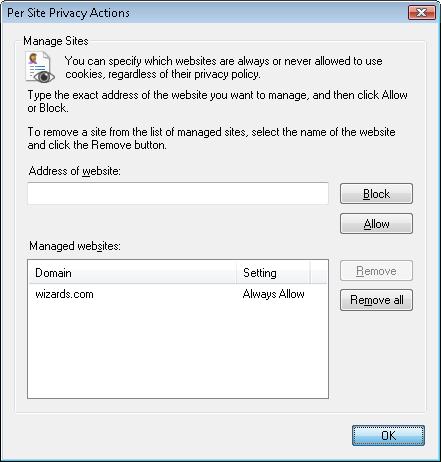 Per Site Privacy Actions
Manage Sites
You can specify which websites are always or never allowed to use
cookies, regardless of their privacy policy.
Type the exact address of the website you want to manage, and then click Allow
or Block.
To remove a site from the list of managed sites, select the name of the website
and click the Remove button.
Address of website:
Block
Allow
Managed websites:
Domain Setting
wizards.com Always Allow
Remove
Remove all
OK